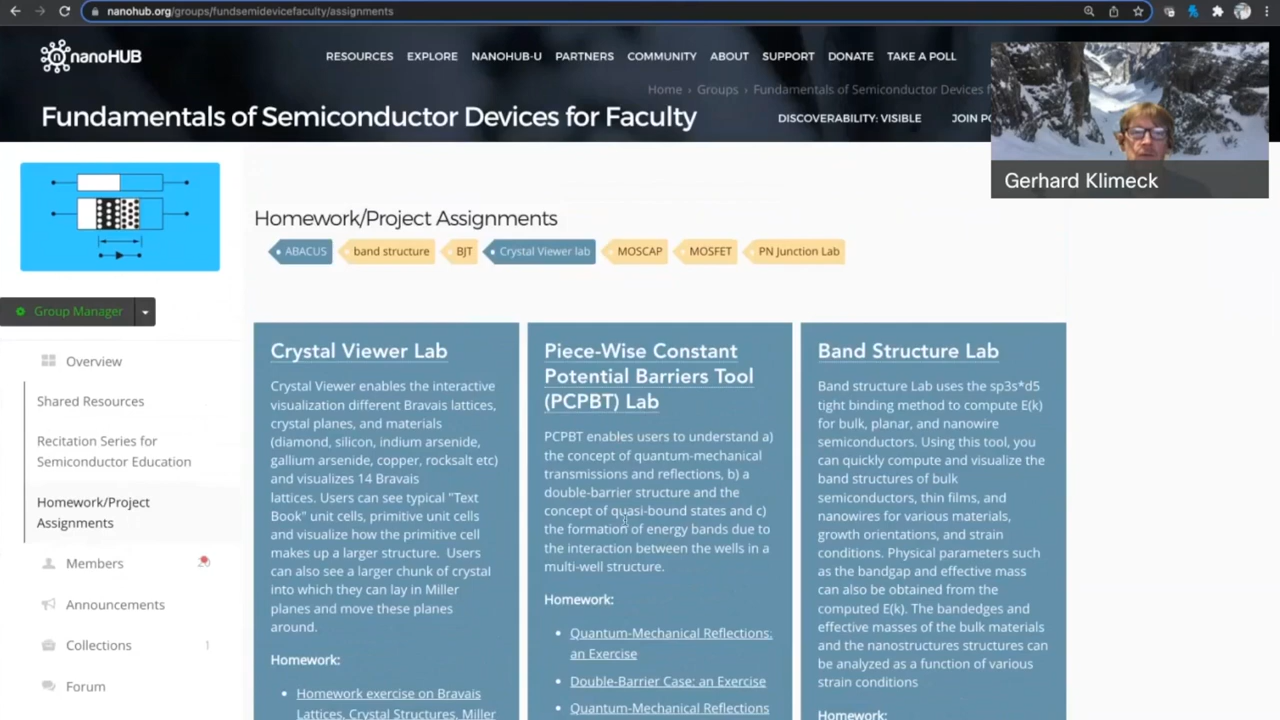 nanohub.org/groups/fundsemidevicefaculty/assignments
nanoHUB
RESOURCES EXPLORE NANOHUB-U PARTNERS COMMUNITY ABOUT SUPPORT DONATE TAKE A POLL
Home › Groups › Fundamentals of Semiconductor Devices f
Fundamentals of Semiconductor Devices for Faculty
DISCOVERABILITY: VISIBLE JOIN PO
Gerhard Klimeck
Homework/Project Assignments
ABACUS band structure BJT Crystal Viewer lab MOSCAP MOSFET PN Junction Lab
Group Manager
Overview
Shared Resources
Recitation Series for
Semiconductor Education
Homework/Project
Assignments
Members
Announcements
Collections 1
Forum
Crystal Viewer Lab
Crystal Viewer enables the interactive
visualization different Bravais lattices,
crystal planes, and materials
(diamond, silicon, indium arsenide,
gallium arsenide, copper, rocksalt etc)
and visualizes 14 Bravais
lattices. Users can see typical "Text
Book" unit cells, primitive unit cells
and visualize how the primitive cell
makes up a larger structure. Users
can also see a larger chunk of crystal
into which they can lay in Miller
planes and move these planes
around.
Homework:
• Homework exercise on Bravais
Lattices, Crystal Structures, Miller
Piece-Wise Constant
Potential Barriers Tool
(PCPBT) Lab
PCPBT enables users to understand a)
the concept of quantum-mechanical
transmissions and reflections, b) a
double-barrier structure and the
concept of quasi-bound states and c)
the formation of energy bands due to
the interaction between the wells in a
multi-well structure.
Homework:
• Quantum-Mechanical Reflections:
an Exercise
• Double-Barrier Case: an Exercise
• Quantum-Mechanical Reflections
Band Structure Lab
Band structure Lab uses the sp3s*d5
tight binding method to compute E(k)
for bulk, planar, and nanowire
semiconductors. Using this tool, you
can quickly compute and visualize the
band structures of bulk
semiconductors, thin films, and
nanowires for various materials,
growth orientations, and strain
conditions. Physical parameters such
as the bandgap and effective mass
can also be obtained from the
computed E(k). The bandedges and
effective masses of the bulk materials
and the nanostructures structures can
be analyzed as a function of various
strain conditions
Homework: